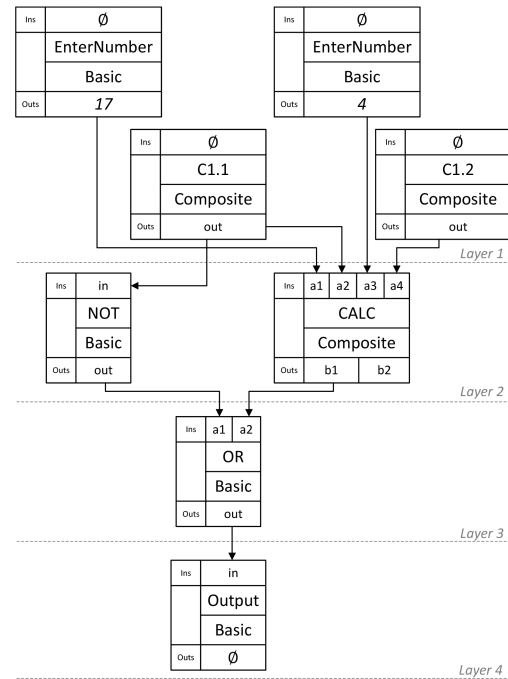 Ins Ø
EnterNumber
Basic
Outs 17
Ins Ø
EnterNumber
Basic
Outs 4
Ins Ø
C1.1
Composite
Outs out
Ins Ø
C1.2
Composite
Outs out
Layer 1
Ins in
NOT
Basic
Outs out
Ins a1 a2 a3 a4
CALC
Composite
Outs b1 b2
Layer 2
Ins a1 a2
OR
Basic
Outs out
Layer 3
Ins in
Output
Basic
Outs Ø
Layer 4